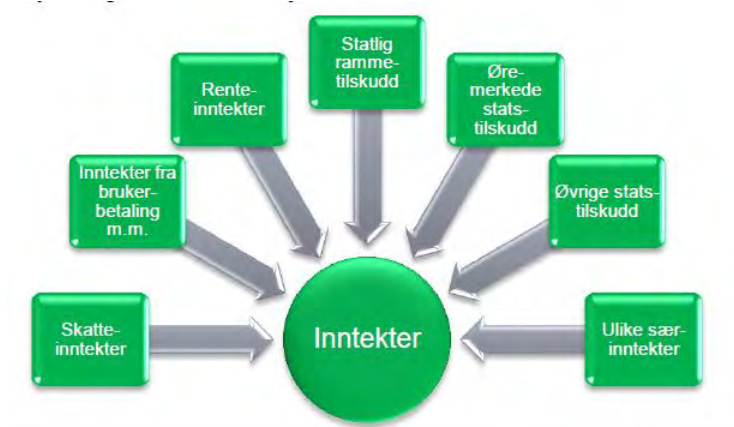 Statlig
ramme-
tilskudd
Rente-
inntekter
Øre-
merkede
stats-
tilskudd
Inntekter fra
bruker-
betaling
m.m.
Øvrige stats-
tilskudd
Skatte-
inntekter
Inntekter
Ulike sær-
inntekter